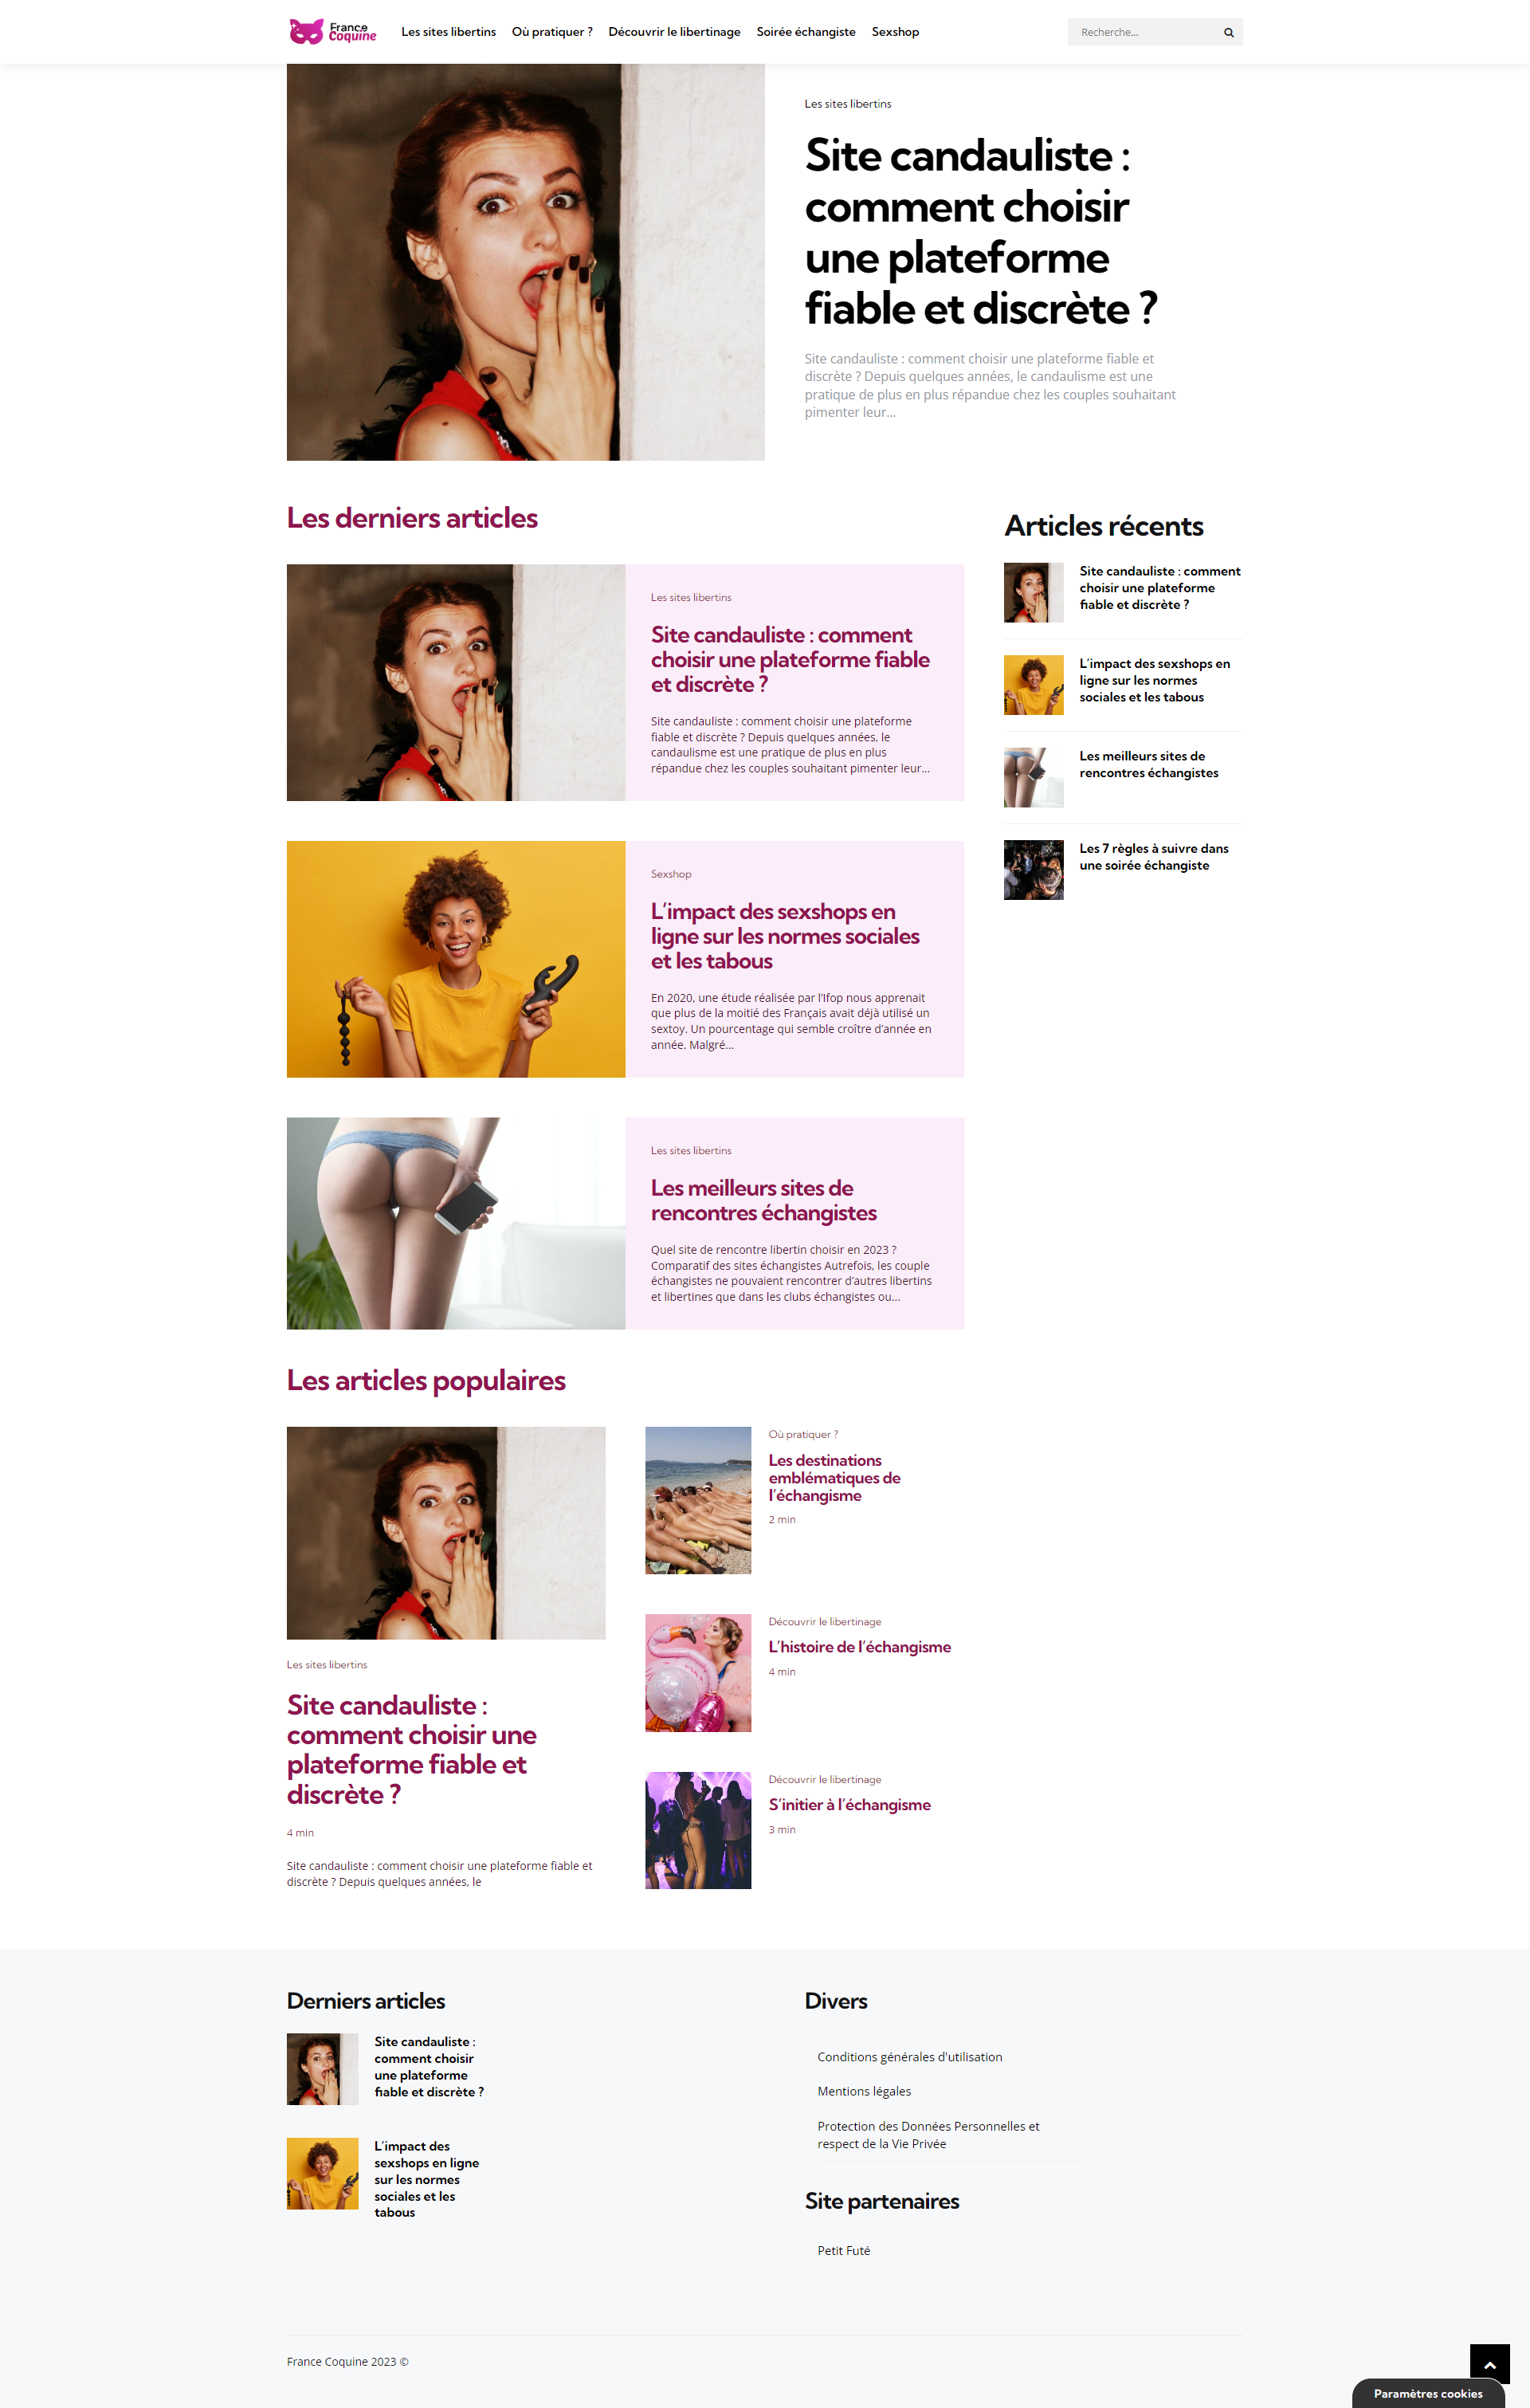 France
Coquine
Les sites libertins
Où pratiquer ?
Découvrir le libertinage
Soirée échangiste
Sexshop
Recherche...
Les sites libertins
Site candauliste :
comment choisir
une plateforme
fiable et discrète ?
Site candauliste : comment choisir une plateforme fiable et
discrète ? Depuis quelques années, le candaulisme est une
pratique de plus en plus répandue chez les couples souhaitant
pimenter leur...
Les derniers articles
Les sites libertins
Site candauliste : comment
choisir une plateforme fiable
et discrète ?
Site candauliste : comment choisir une plateforme
fiable et discrète ? Depuis quelques années, le
candaulisme est une pratique de plus en plus
répandue chez les couples souhaitant pimenter leur...
Sexshop
L’impact des sexshops en
ligne sur les normes sociales
et les tabous
En 2020, une étude réalisée par l’Ifop nous apprenait
que plus de la moitié des Français avait déjà utilisé un
sextoy. Un pourcentage qui semble croître d’année en
année. Malgré...
Les sites libertins
Les meilleurs sites de
rencontres échangistes
Quel site de rencontre libertin choisir en 2023 ?
Comparatif des sites échangistes Autrefois, les couple
échangistes ne pouvaient rencontrer d’autres libertins
et libertines que dans les clubs échangistes ou...
Articles récents
Site candauliste : comment
choisir une plateforme
fiable et discrète ?
L’impact des sexshops en
ligne sur les normes
sociales et les tabous
Les meilleurs sites de
rencontres échangistes
Les 7 règles à suivre dans
une soirée échangiste
Les articles populaires
Les sites libertins
Site candauliste :
comment choisir une
plateforme fiable et
discrète ?
4 min
Site candauliste : comment choisir une plateforme fiable et
discrète ? Depuis quelques années, le
Où pratiquer ?
Les destinations
emblématiques de
l’échangisme
2 min
Découvrir le libertinage
L’histoire de l’échangisme
4 min
Découvrir le libertinage
S’initier à l’échangisme
3 min
Derniers articles
Site candauliste :
comment choisir
une plateforme
fiable et discrète ?
L’impact des
sexshops en ligne
sur les normes
sociales et les
tabous
Divers
Conditions générales d'utilisation
Mentions légales
Protection des Données Personnelles et
respect de la Vie Privée
Site partenaires
Petit Futé
France Coquine 2023 ©
Paramètres cookies